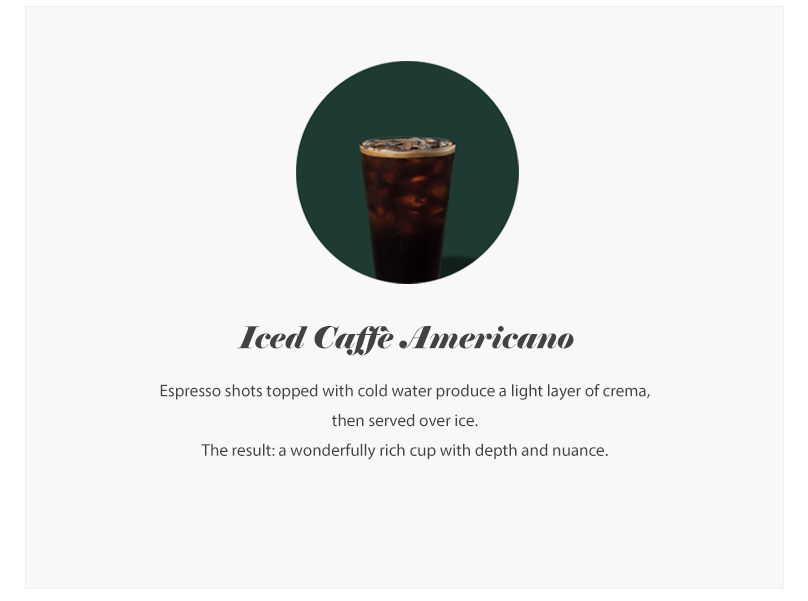 Iced Caffè Americano
Espresso shots topped with cold water produce a light layer of crema,
then served over ice.
The result: a wonderfully rich cup with depth and nuance.